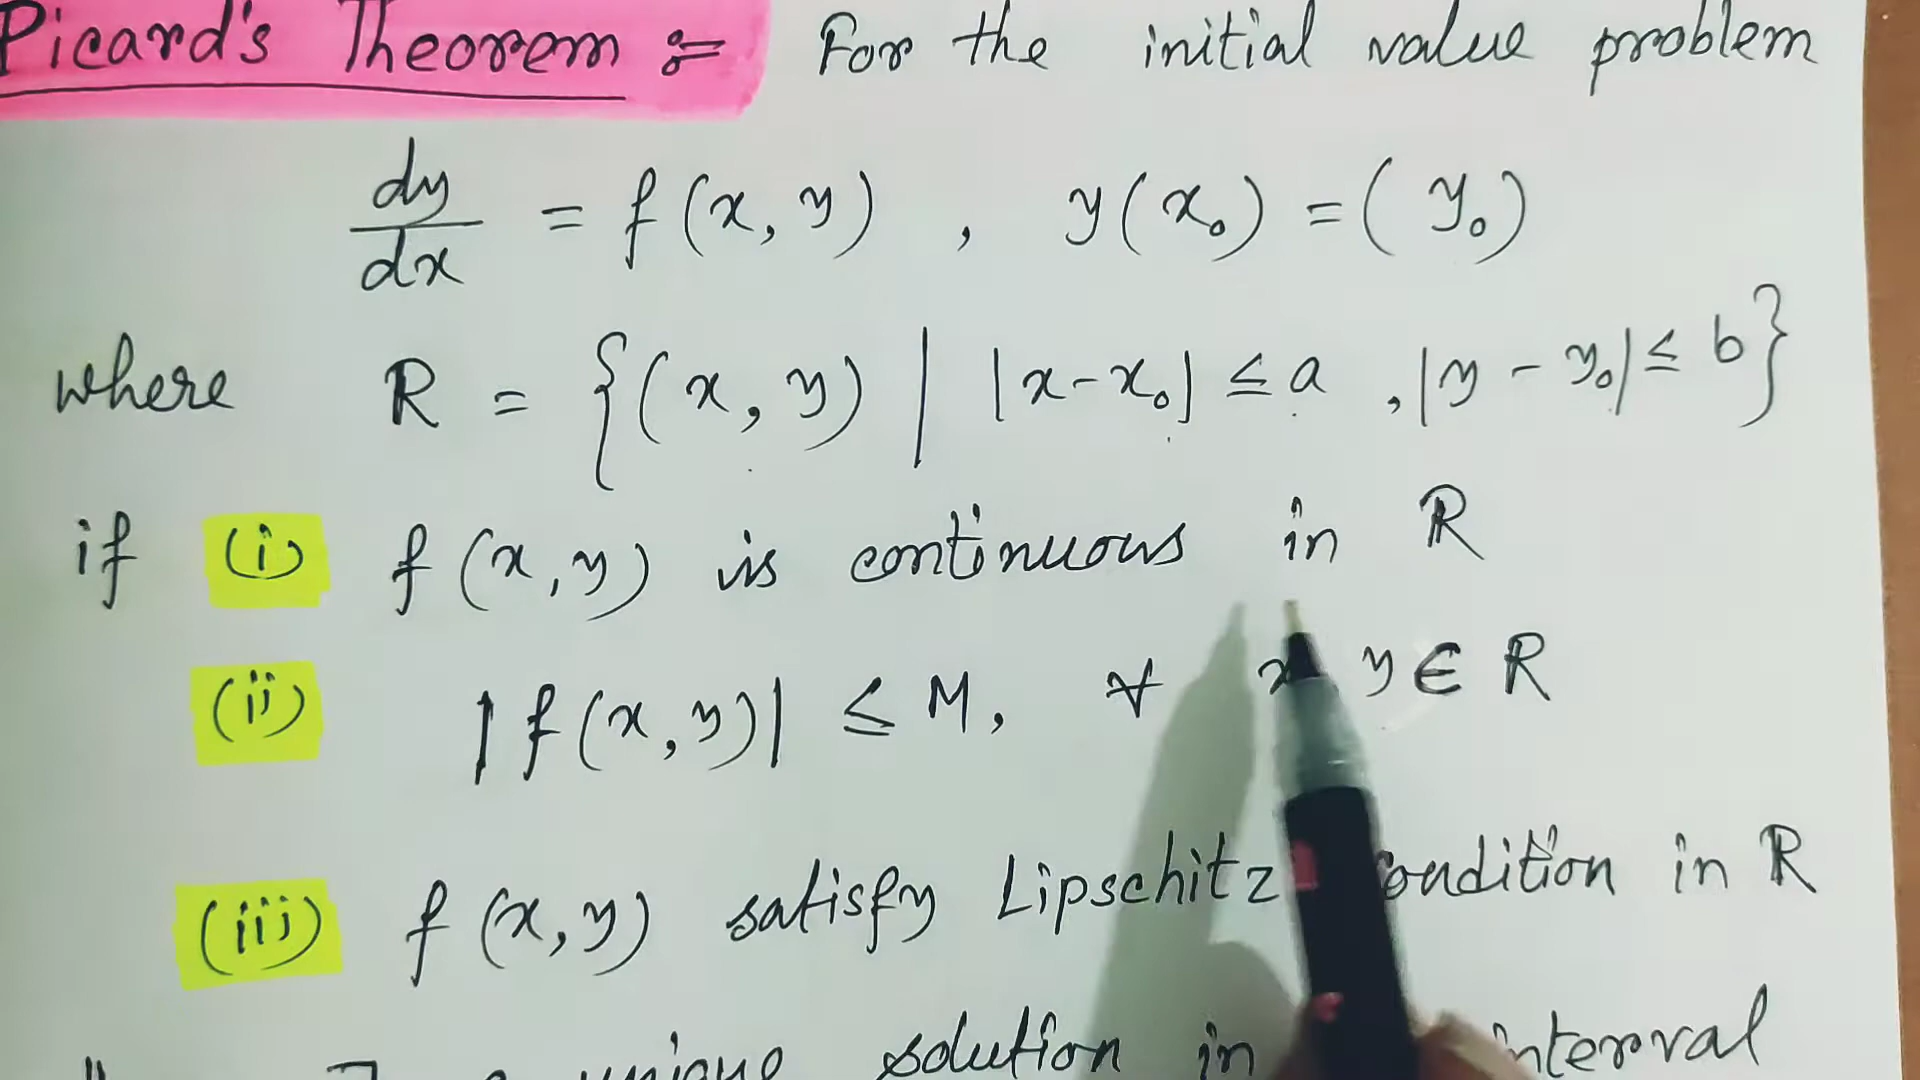 Picard's Theorem := For the initial value problem
dy/dx = f(x, y) , y(x₀) = (y₀)
where R = {(x, y) | |x-x₀| ≤ a , |y - y₀| ≤ b}
if (i) f(x,y) is continuous in R
(ii) |f(x,y)| ≤ M, ∀ x y ∈ R
(iii) f(x,y) satisfy Lipschitz condition in R
∃ a unique solution in interval